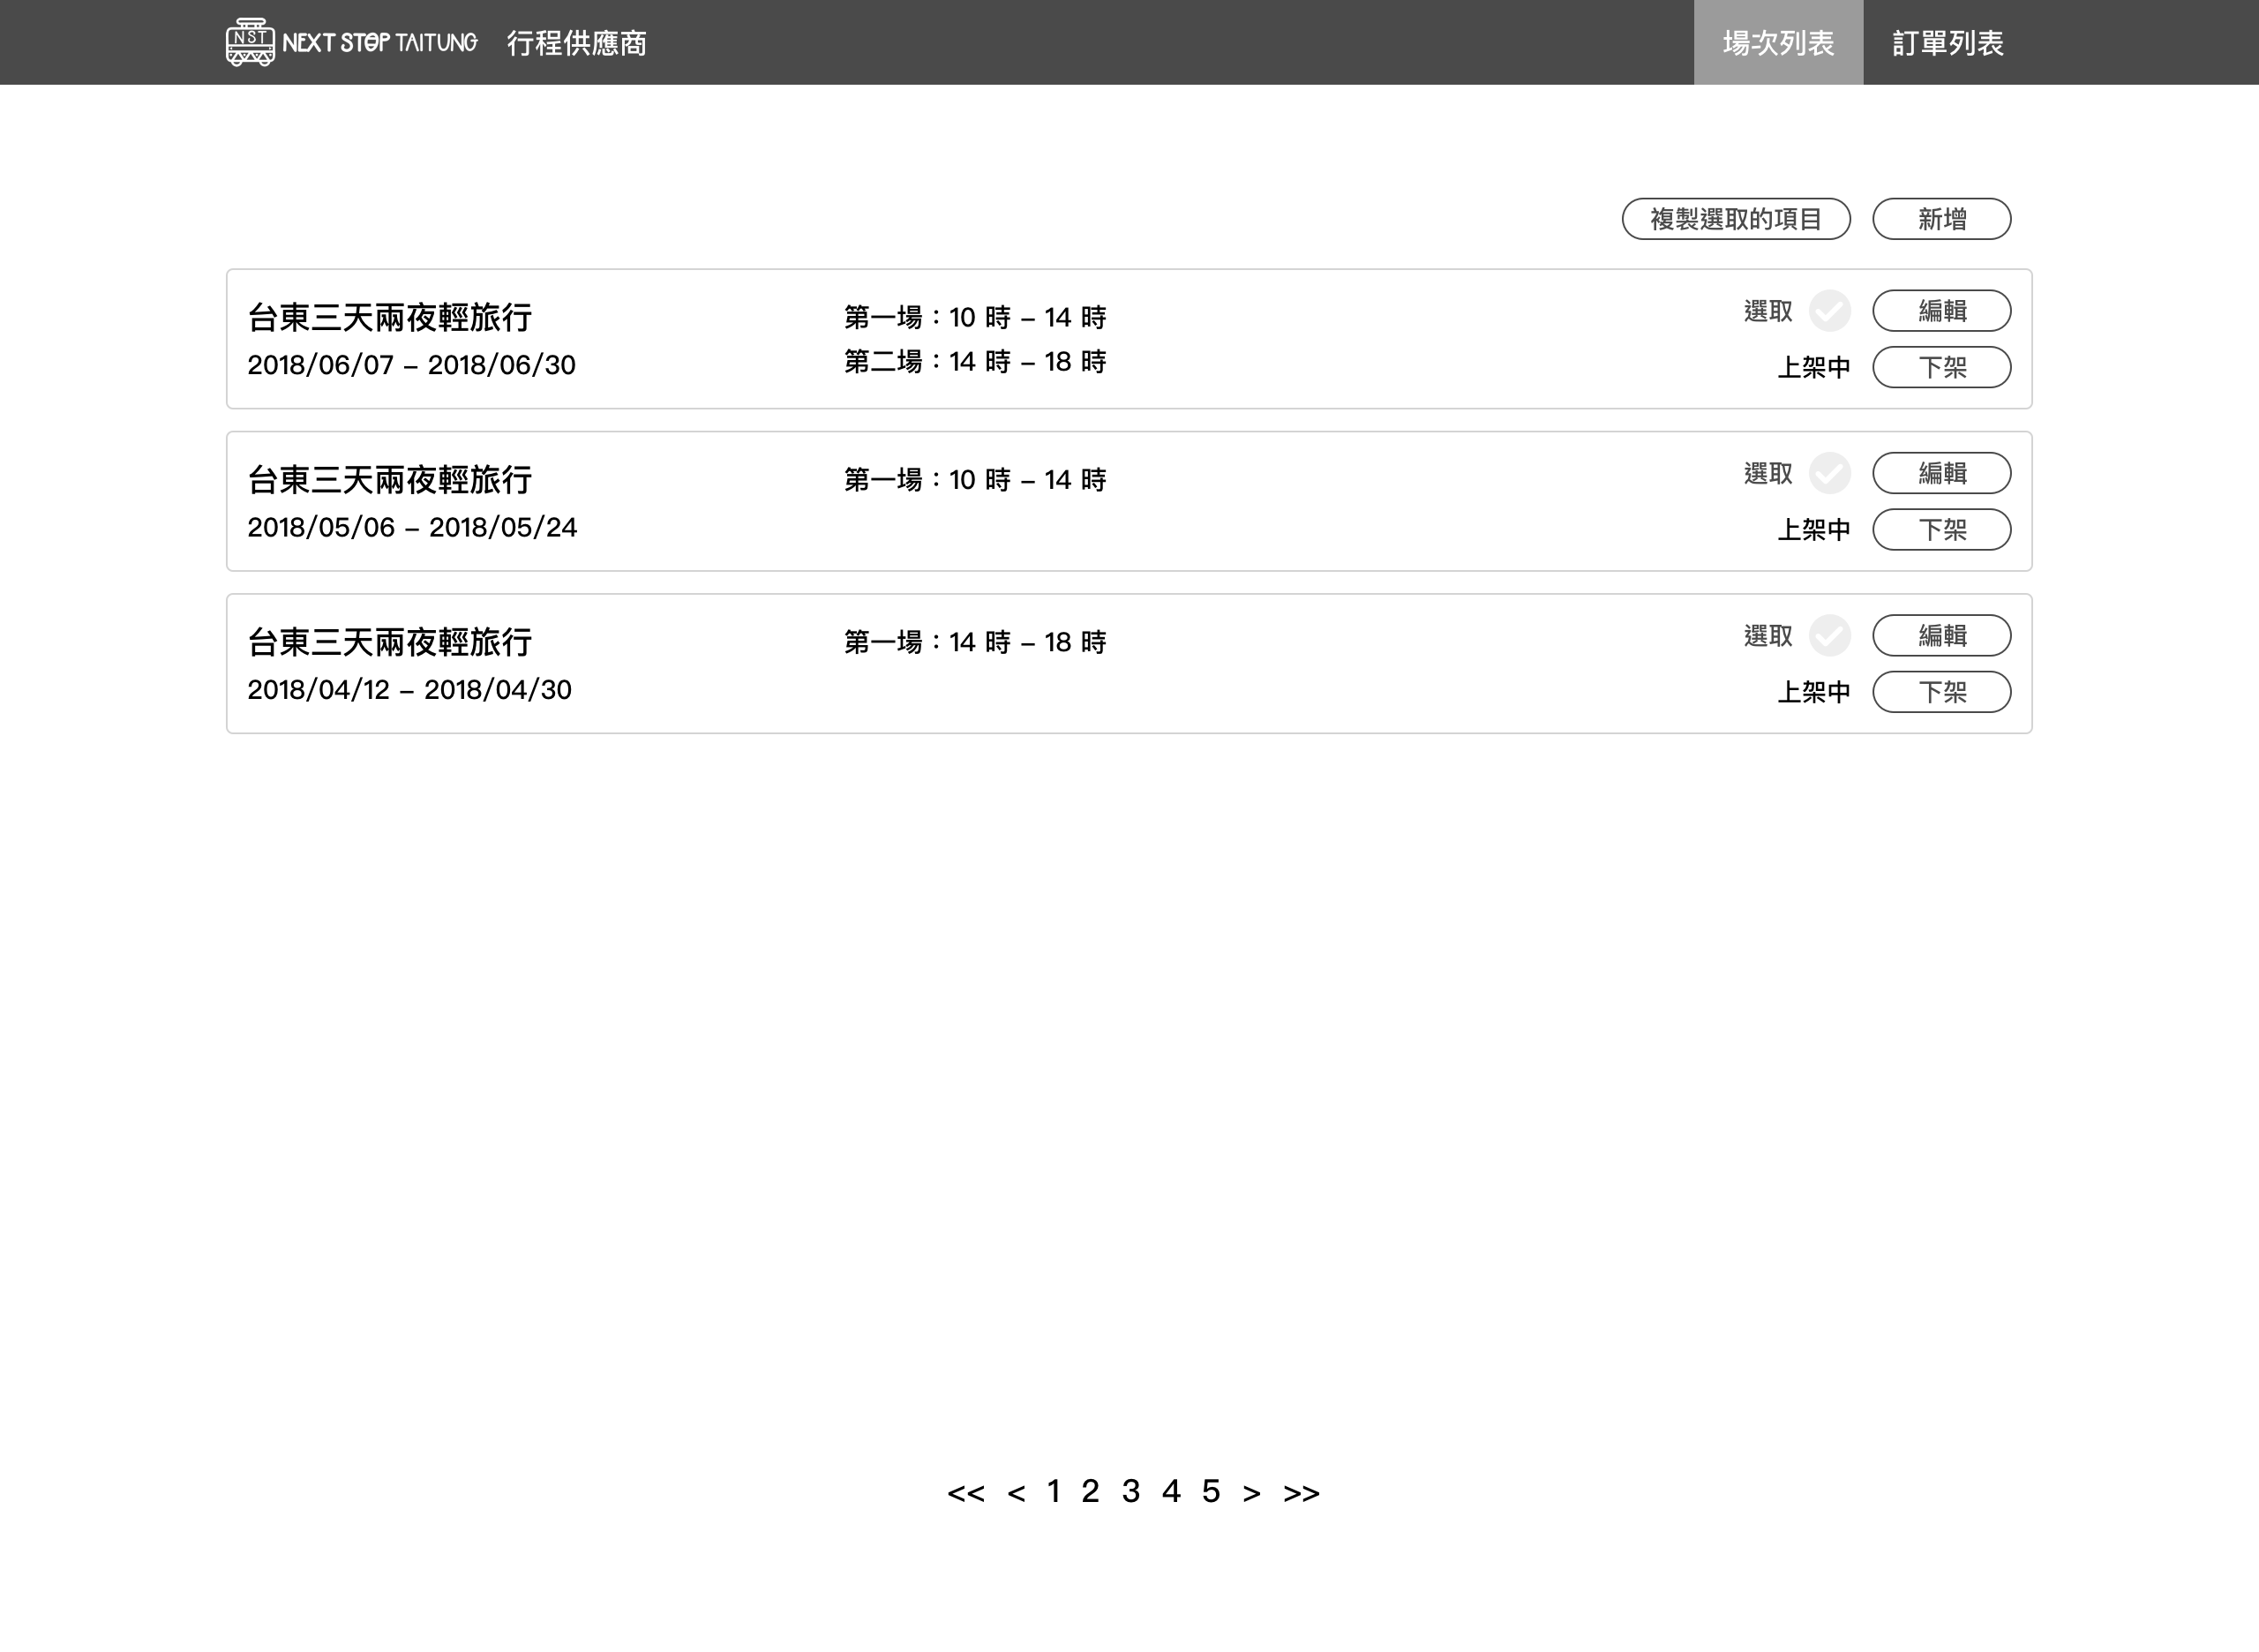 NST NEXT STOP TAITUNG 行程供應商 場次列表 訂單列表
複製選取的項目 新增
台東三天兩夜輕旅行 第一場：10 時 – 14 時 選取 編輯
2018/06/07 – 2018/06/30 第二場：14 時 – 18 時 上架中 下架
台東三天兩夜輕旅行 第一場：10 時 – 14 時 選取 編輯
2018/05/06 – 2018/05/24 上架中 下架
台東三天兩夜輕旅行 第一場：14 時 – 18 時 選取 編輯
2018/04/12 – 2018/04/30 上架中 下架
<< < 1 2 3 4 5 > >>